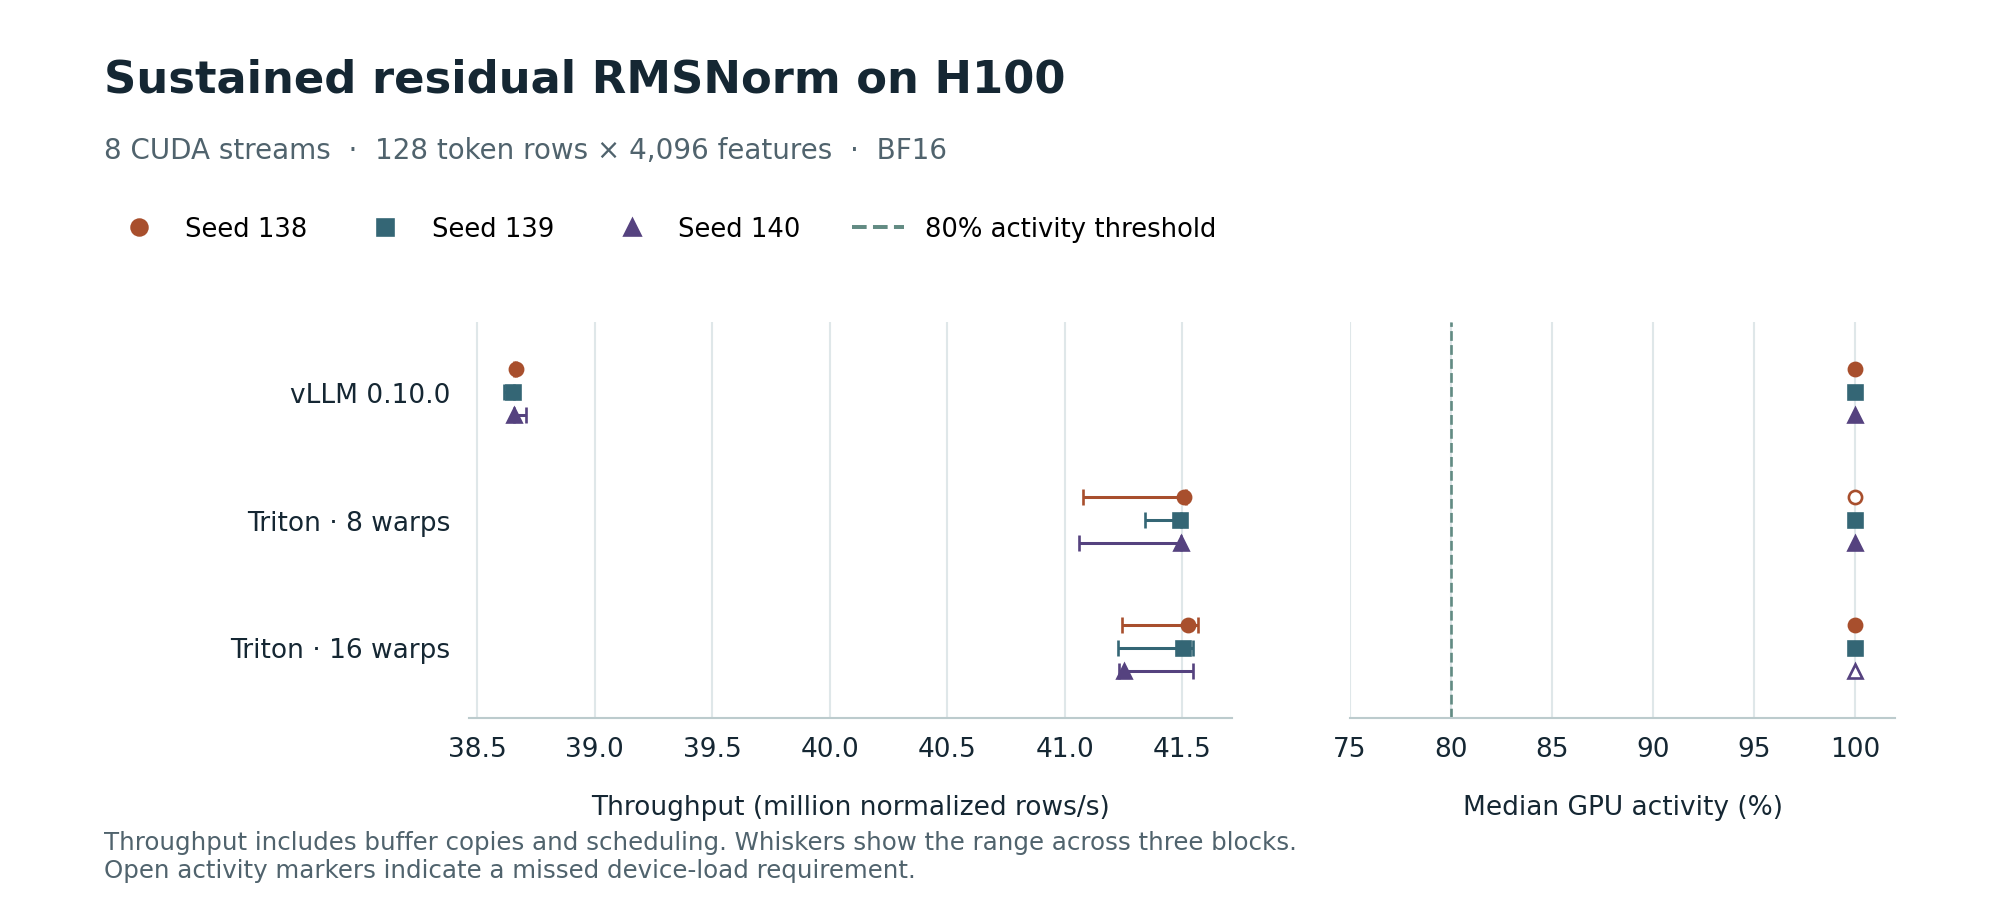 Sustained residual RMSNorm on H100
8 CUDA streams · 128 token rows × 4,096 features · BF16
Seed 138 Seed 139 Seed 140 80% activity threshold
vLLM 0.10.0
Triton · 8 warps
Triton · 16 warps
38.5 39.0 39.5 40.0 40.5 41.0 41.5 75 80 85 90 95 100
Throughput (million normalized rows/s) Median GPU activity (%)
Throughput includes buffer copies and scheduling. Whiskers show the range across three blocks.
Open activity markers indicate a missed device-load requirement.